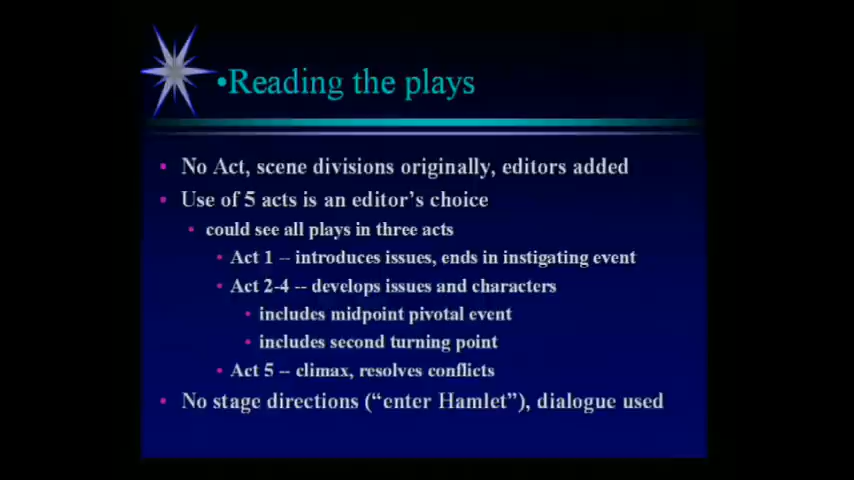 •Reading the plays
• No Act, scene divisions originally, editors added
• Use of 5 acts is an editor's choice
• could see all plays in three acts
• Act 1 -- introduces issues, ends in instigating event
• Act 2-4 -- develops issues and characters
• includes midpoint pivotal event
• includes second turning point
• Act 5 -- climax, resolves conflicts
• No stage directions (“enter Hamlet”), dialogue used